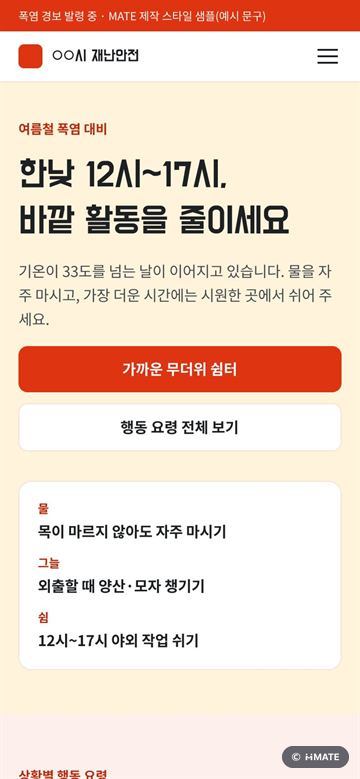 폭염 경보 발령 중 · MATE 제작 스타일 샘플(예시 문구)
○○시 재난안전
여름철 폭염 대비
한낮 12시~17시,
바깥 활동을 줄이세요
기온이 33도를 넘는 날이 이어지고 있습니다. 물을 자
주 마시고, 가장 더운 시간에는 시원한 곳에서 쉬어 주
세요.
가까운 무더위 쉼터
행동 요령 전체 보기
물
목이 마르지 않아도 자주 마시기
그늘
외출할 때 양산·모자 챙기기
쉼
12시~17시 야외 작업 쉬기
상황별 행동 요령
© MATE